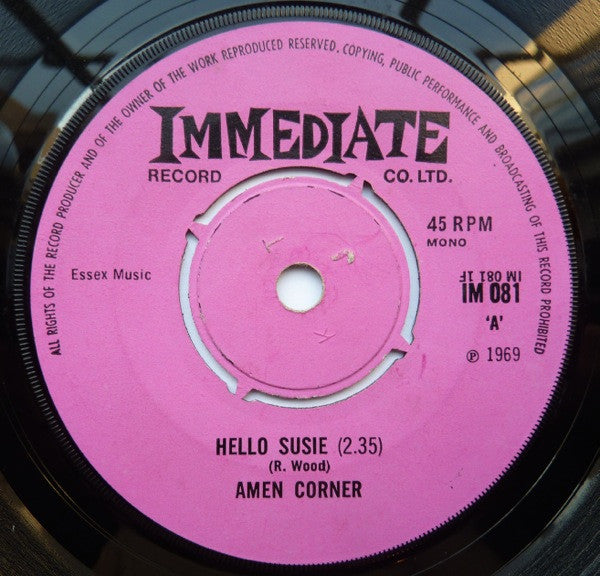 ALL RIGHTS OF THE RECORD PRODUCER AND OF THE OWNER OF THE WORK REPRODUCED RESERVED. COPYING, PUBLIC PERFORMANCE AND BROADCASTING OF THIS RECORD PROHIBITED
IMMEDIATE
RECORD CO. LTD.
45 RPM
MONO
Essex Music
IM 081 1F
IM 081
'A'
℗ 1969
HELLO SUSIE (2.35)
(R. Wood)
AMEN CORNER